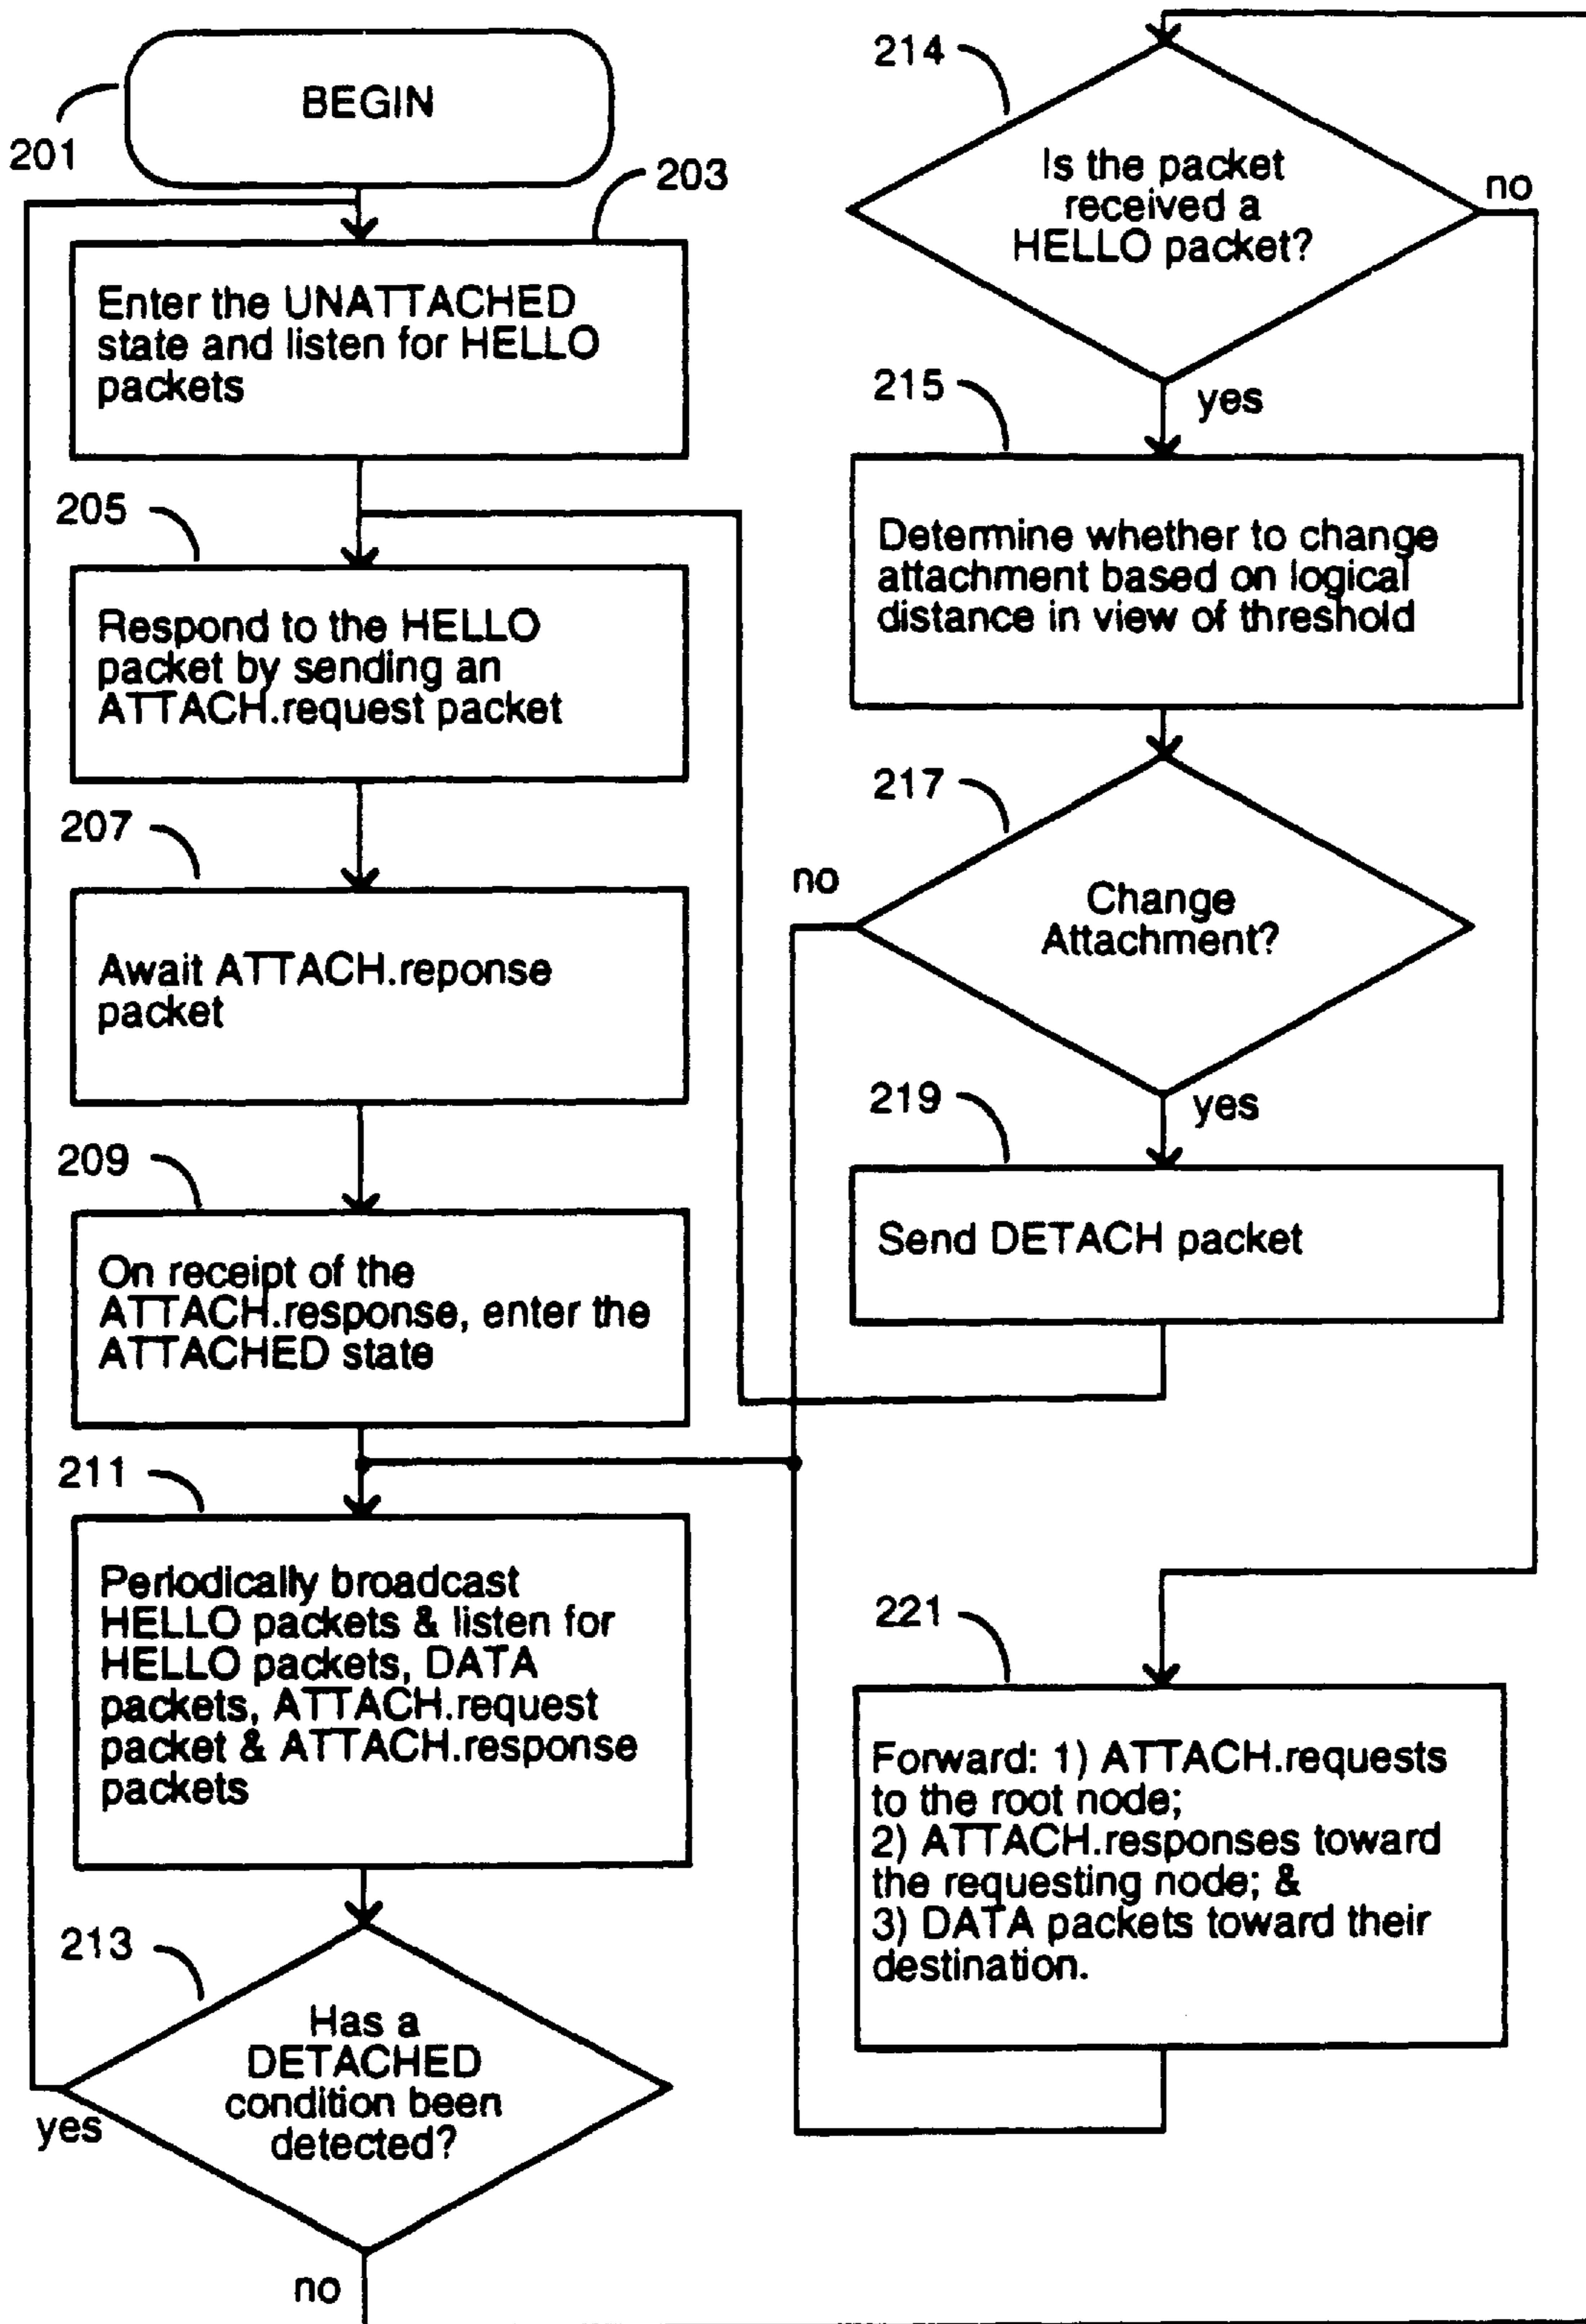 BEGIN
201
203
Enter the UNATTACHED
state and listen for HELLO
packets
205
Respond to the HELLO
packet by sending an
ATTACH.request packet
207
Await ATTACH.reponse
packet
209
On receipt of the
ATTACH.response, enter the
ATTACHED state
211
Periodically broadcast
HELLO packets & listen for
HELLO packets, DATA
packets, ATTACH.request
packet & ATTACH.response
packets
213
Has a
DETACHED
condition been
detected?
yes
no
214
Is the packet
received a
HELLO packet?
no
yes
215
Determine whether to change
attachment based on logical
distance in view of threshold
217
no
Change
Attachment?
yes
219
Send DETACH packet
221
Forward: 1) ATTACH.requests
to the root node;
2) ATTACH.responses toward
the requesting node; &
3) DATA packets toward their
destination.